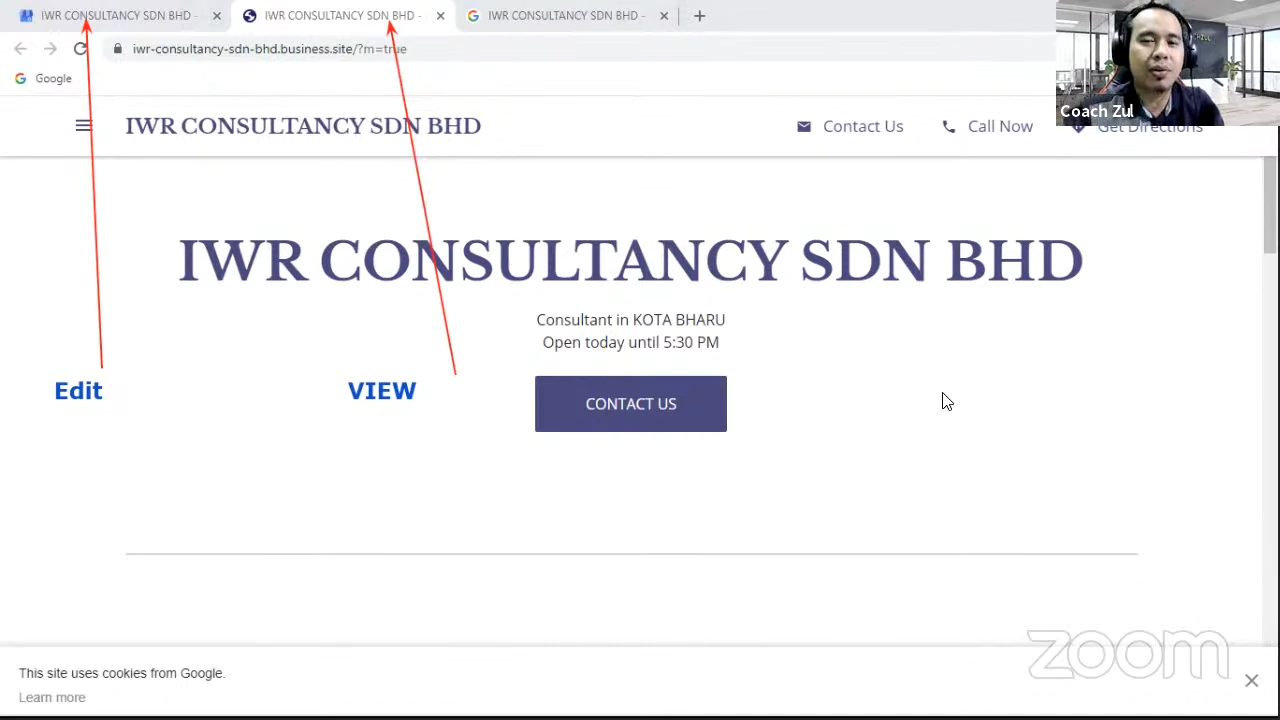 IWR CONSULTANCY SDN BHD -
IWR CONSULTANCY SDN BHD -
IWR CONSULTANCY SDN BHD -
iwr-consultancy-sdn-bhd.business.site/?m=true
Google
Coach Zul
IWR CONSULTANCY SDN BHD
Contact Us
Call Now
Get Directions
IWR CONSULTANCY SDN BHD
Consultant in KOTA BHARU
Open today until 5:30 PM
Edit
VIEW
CONTACT US
zoom
This site uses cookies from Google.
Learn more